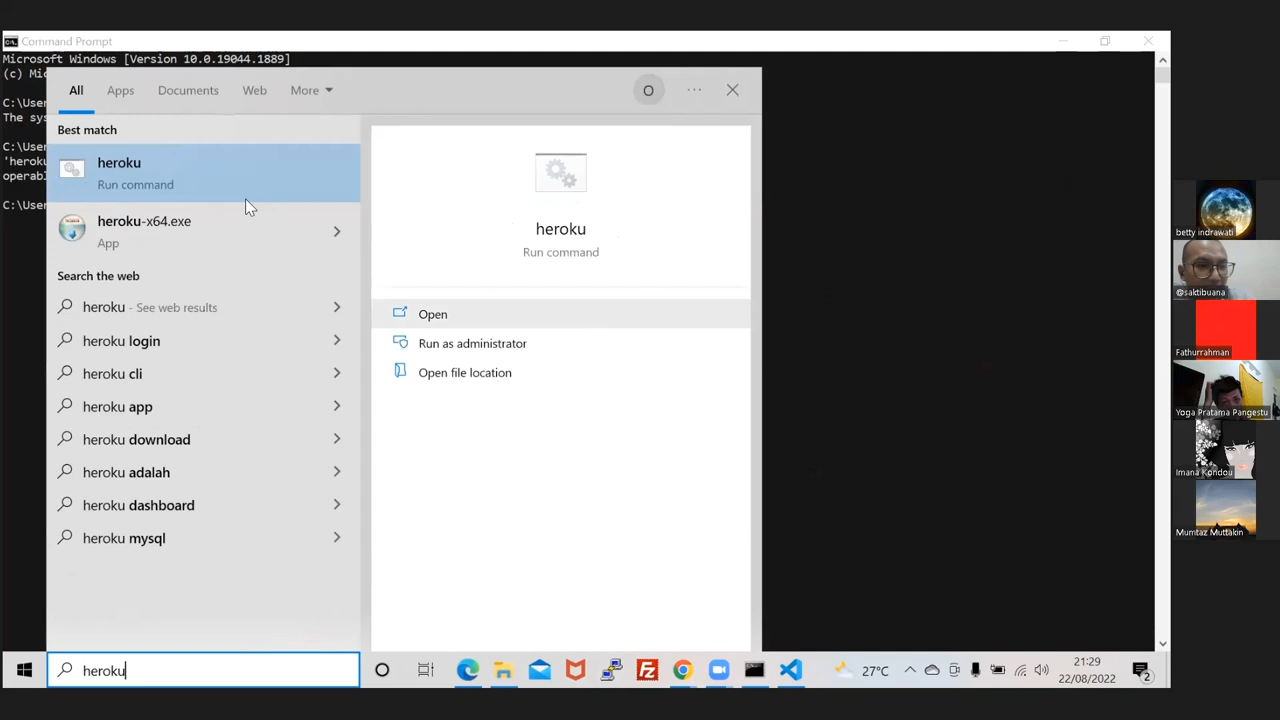 Command Prompt
Microsoft Windows [Version 10.0.19044.1889]
(c) Mic
C:\User
The sys
C:\User
'heroku
operabl
C:\User
All Apps Documents Web More
O
Best match
heroku
Run command
heroku-x64.exe
App
Search the web
heroku - See web results
heroku login
heroku cli
heroku app
heroku download
heroku adalah
heroku dashboard
heroku mysql
heroku
Run command
Open
Run as administrator
Open file location
heroku
27°C
21:29
22/08/2022
2
betty indrawati
@saktibuana
Fathurrahman
Yoga Pratama Pangestu
Imana Kondou
Mumtaz Muttakin